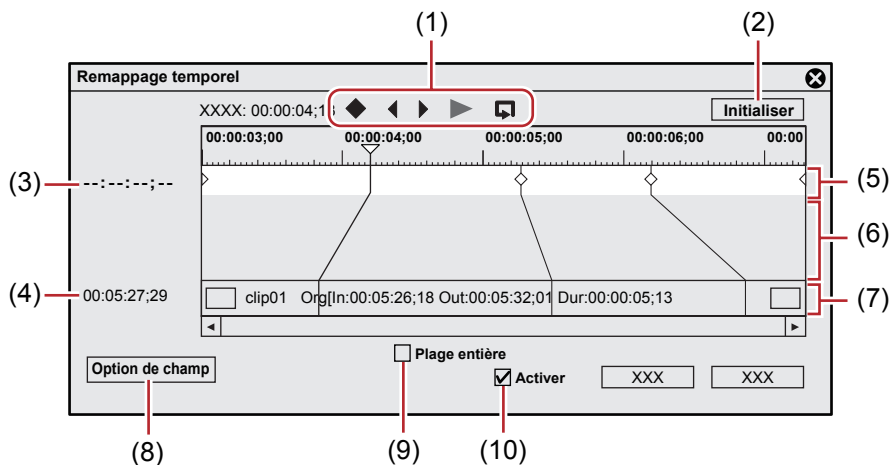 (1)
(2)
Remappage temporel
XXXX: 00:00:04;18
Initialiser
00:00:03;00 00:00:04;00 00:00:05;00 00:00:06;00 00:00
(3)
--:--:--;--
(5)
(6)
(4)
00:05:27;29
clip01 Org[In:00:05:26;18 Out:00:05:32;01 Dur:00:00:05;13
(7)
Plage entière
Option de champ
Activer
XXX
XXX
(8)
(9)
(10)